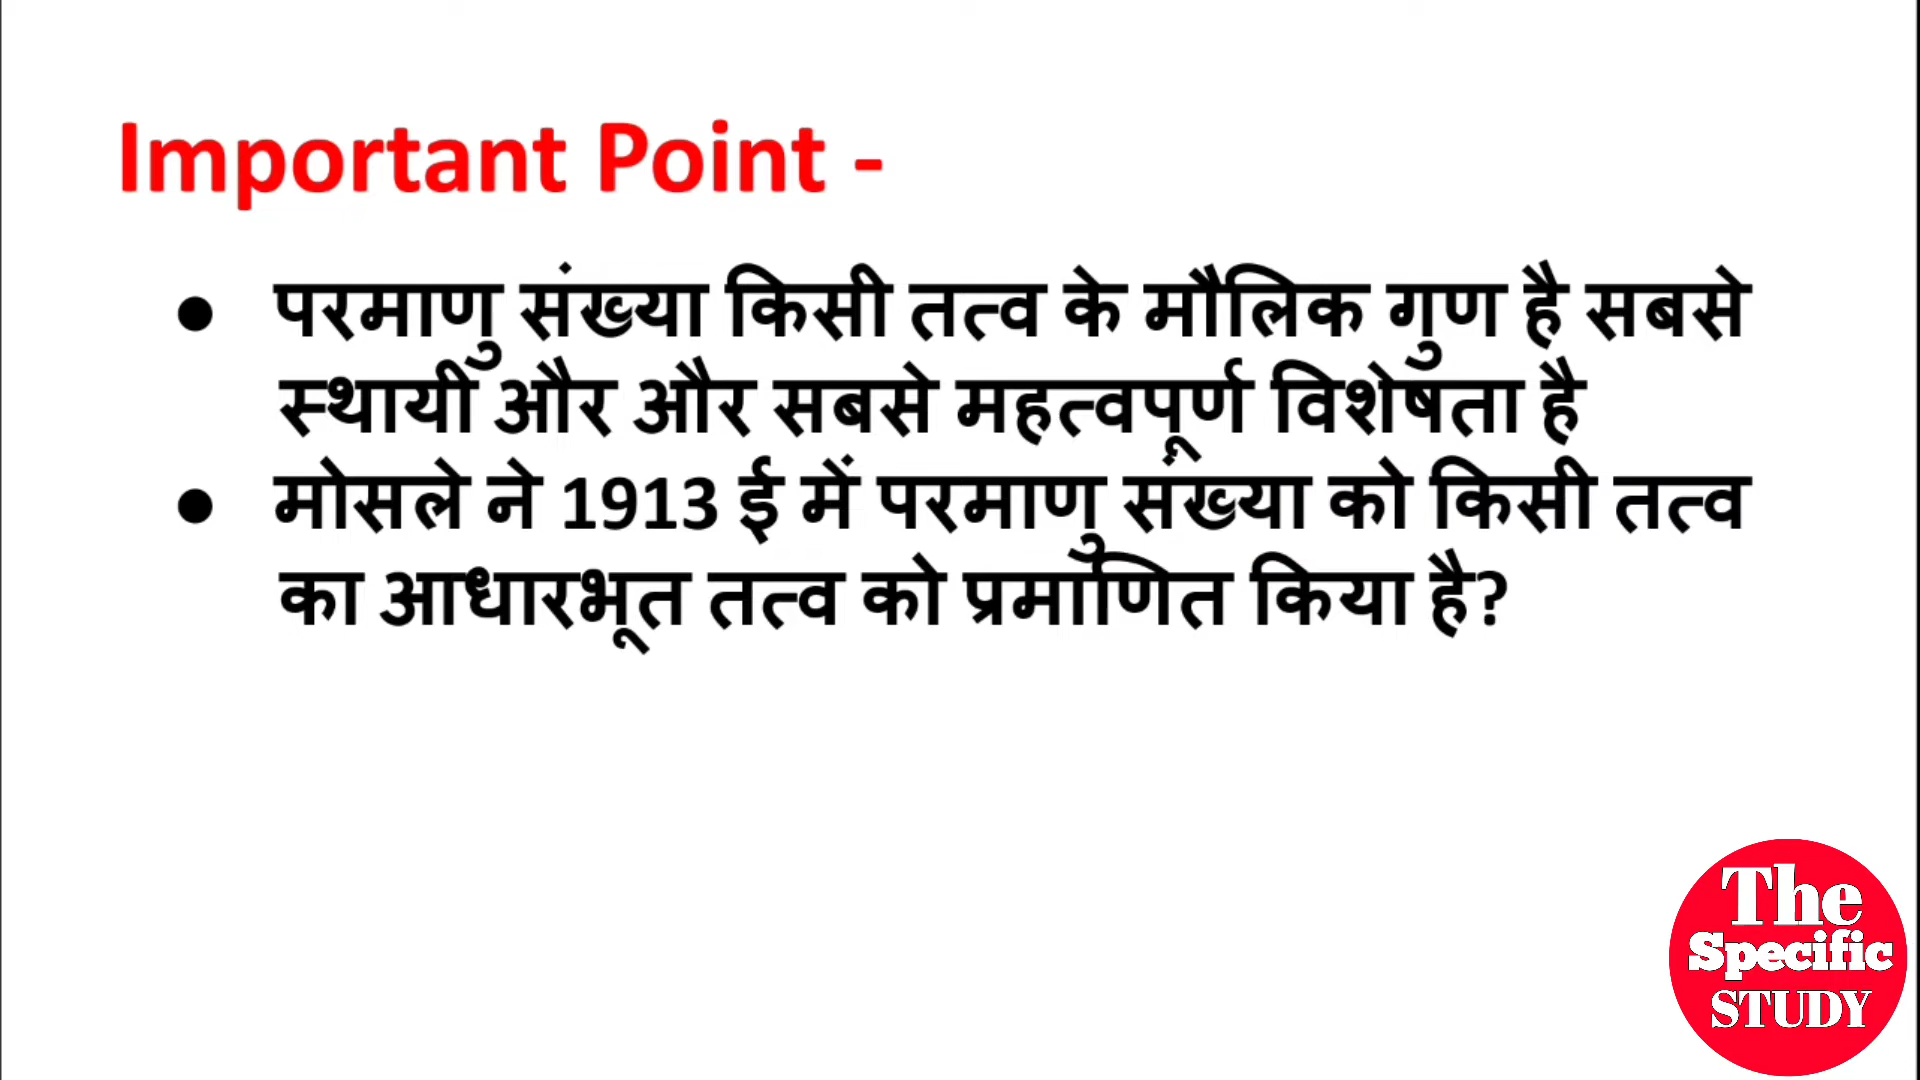 Important Point -
● परमाणु संख्या किसी तत्व के मौलिक गुण है सबसे
स्थायी और और सबसे महत्वपूर्ण विशेषता है
● मोसले ने 1913 ई में परमाणु संख्या को किसी तत्व
का आधारभूत तत्व को प्रमाणित किया है?
The
Specific
STUDY